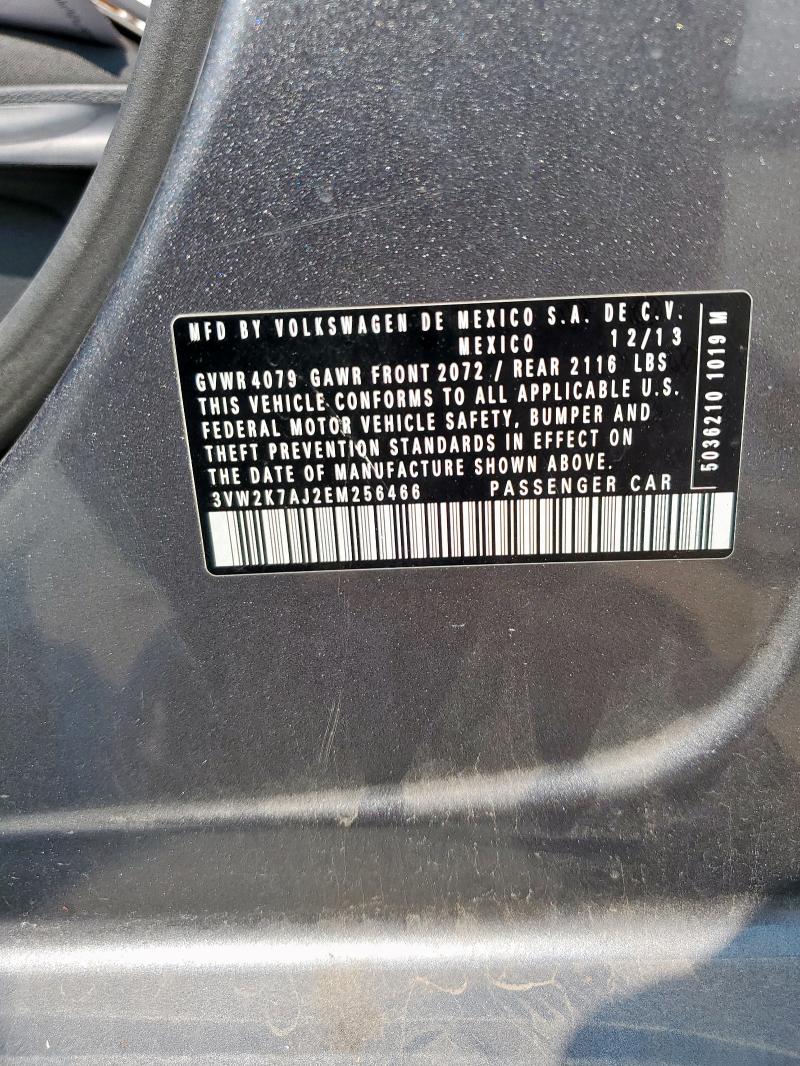 MFD BY VOLKSWAGEN DE MEXICO S.A. DE C.V.
MEXICO 12/13
GVWR 4079 GAWR FRONT 2072 / REAR 2116 LBS
THIS VEHICLE CONFORMS TO ALL APPLICABLE U.S.
FEDERAL MOTOR VEHICLE SAFETY, BUMPER AND
THEFT PREVENTION STANDARDS IN EFFECT ON
THE DATE OF MANUFACTURE SHOWN ABOVE.
3VW2K7AJ2EM256466 PASSENGER CAR
5036210 1019 M